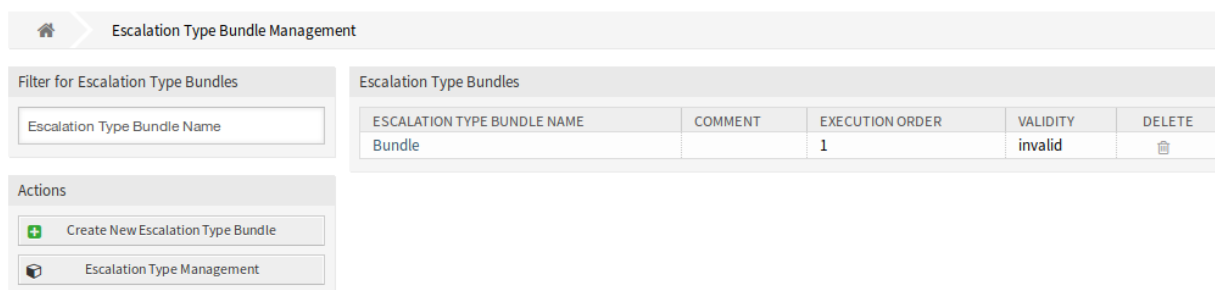 Escalation Type Bundle Management
Filter for Escalation Type Bundles
Escalation Type Bundle Name
Actions
Create New Escalation Type Bundle
Escalation Type Management
Escalation Type Bundles
ESCALATION TYPE BUNDLE NAME COMMENT EXECUTION ORDER VALIDITY DELETE
Bundle 1 invalid